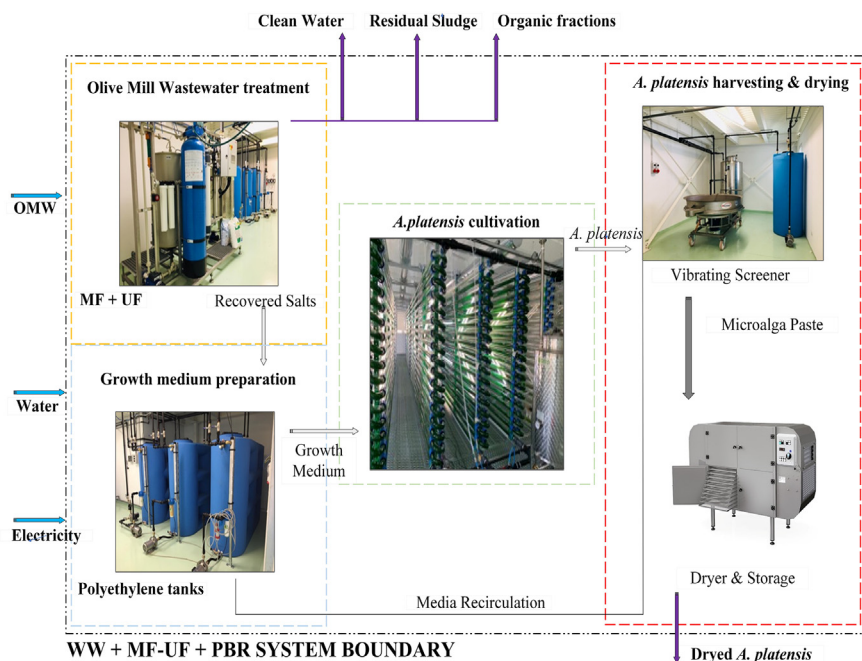 Clean Water
Residual Sludge
Organic fractions
Olive Mill Wastewater treatment
A. platensis harvesting & drying
OMW
A.platensis cultivation
A. platensis
MF + UF
Recovered Salts
Vibrating Screener
Microalga Paste
Growth medium preparation
Water
Growth
Medium
Electricity
Polyethylene tanks
Dryer & Storage
Media Recirculation
WW + MF-UF + PBR SYSTEM BOUNDARY
Dryed A. platensis